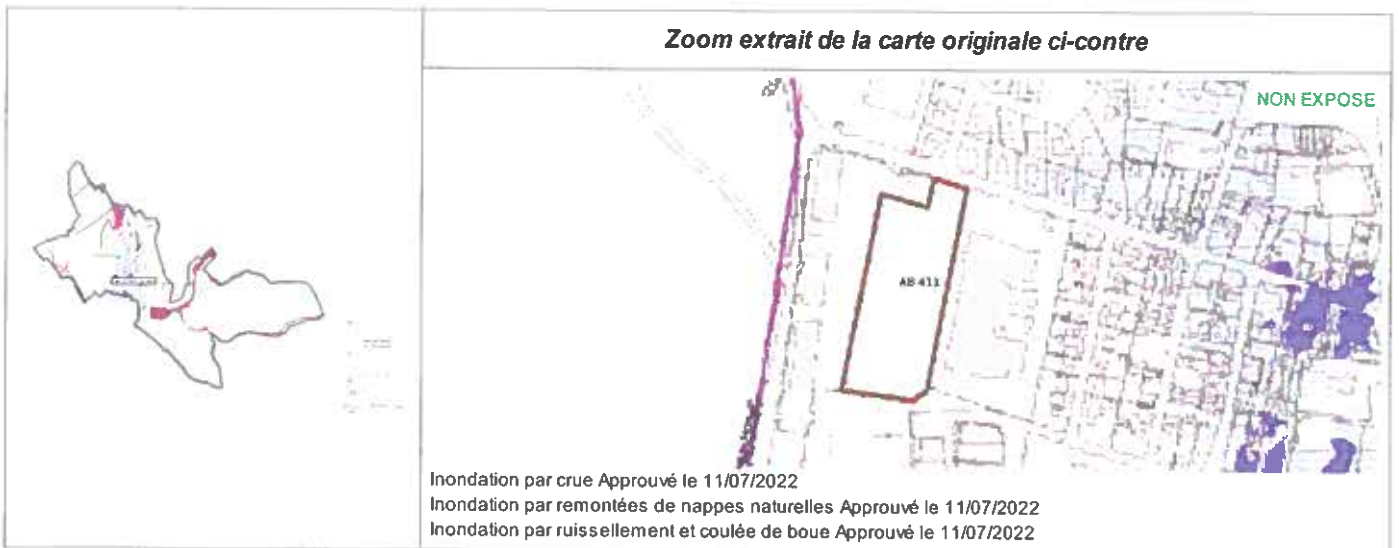 Zoom extrait de la carte originale ci-contre
NON EXPOSE
AB 411
Inondation par crue Approuvé le 11/07/2022
Inondation par remontées de nappes naturelles Approuvé le 11/07/2022
Inondation par ruissellement et coulée de boue Approuvé le 11/07/2022